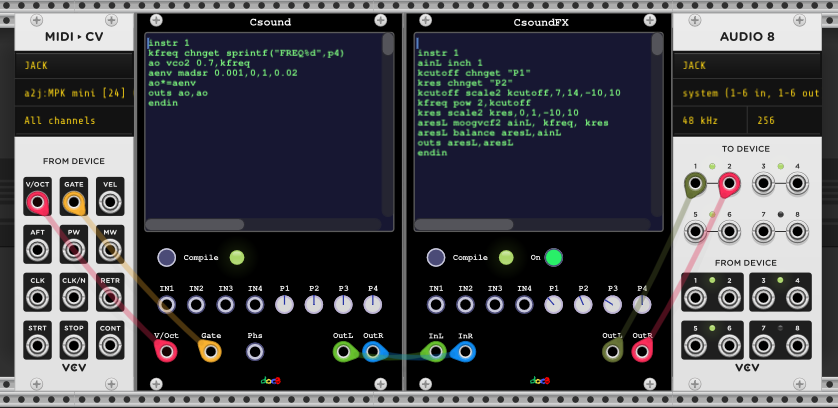 MIDI ▸ CV
JACK
a2j:MPK mini [24]
All channels
FROM DEVICE
V/OCT GATE VEL
AFT PW MW
CLK CLK/N RETR
STRT STOP CONT
VCV
Csound
instr 1
kfreq chnget sprintf("FREQ%d",p4)
ao vco2 0.7,kfreq
aenv madsr 0.001,0,1,0.02
ao*=aenv
outs ao,ao
endin
Compile
IN1 IN2 IN3 IN4 P1 P2 P3 P4
V/Oct Gate Phs OutL OutR
docB
CsoundFX
instr 1
ainL inch 1
kcutoff chnget "P1"
kres chnget "P2"
kcutoff scale2 kcutoff,7,14,-10,10
kfreq pow 2,kcutoff
kres scale2 kres,0,1,-10,10
aresL moogvcf2 ainL, kfreq, kres
aresL balance aresL,ainL
outs aresL,aresL
endin
Compile On
IN1 IN2 IN3 IN4 P1 P2 P3 P4
InL InR OutL OutR
docB
AUDIO 8
JACK
system (1-6 in, 1-6 out
48 kHz 256
TO DEVICE
1 2 3 4
5 6 7 8
FROM DEVICE
1 2 3 4
5 6 7 8
VCV